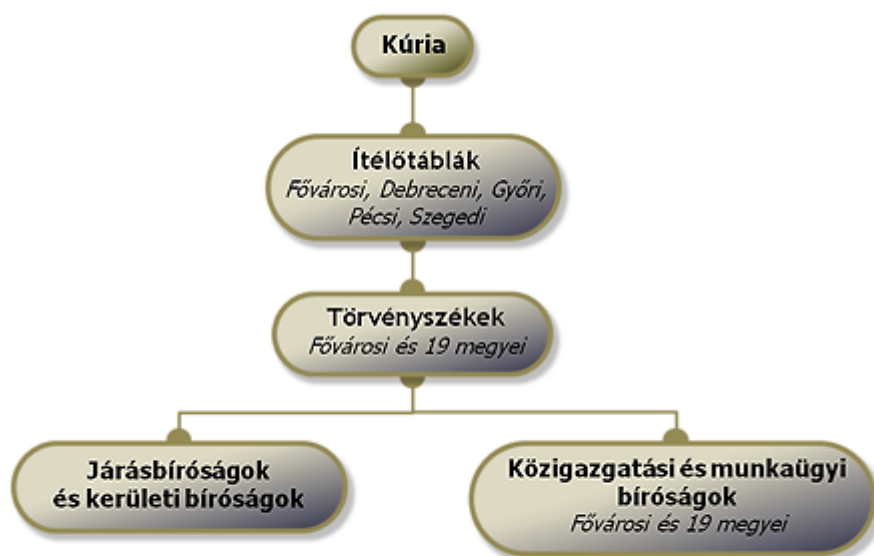 Kúria
Ítélőtáblák
Fővárosi, Debreceni, Győri,
Pécsi, Szegedi
Törvényszékek
Fővárosi és 19 megyei
Járásbíróságok
és kerületi bíróságok
Közigazgatási és munkaügyi
bíróságok
Fővárosi és 19 megyei